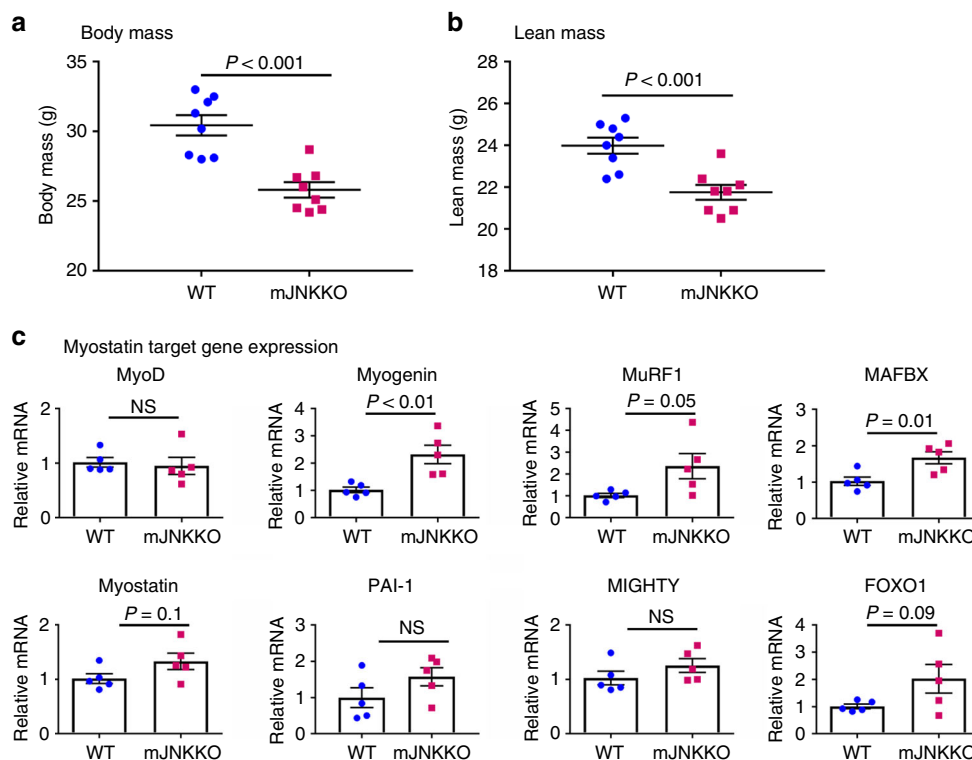 a Body mass
P < 0.001
35
30
25
20
Body mass (g)
WT mJNKKO
b Lean mass
P < 0.001
28
26
24
22
20
18
Lean mass (g)
WT mJNKKO
c Myostatin target gene expression
MyoD
NS
2
1
0
Relative mRNA
WT mJNKKO
Myogenin
P < 0.01
4
3
2
1
0
Relative mRNA
WT mJNKKO
MuRF1
P = 0.05
5
4
3
2
1
0
Relative mRNA
WT mJNKKO
MAFBX
P = 0.01
3
2
1
0
Relative mRNA
WT mJNKKO
Myostatin
P = 0.1
2
1
0
Relative mRNA
WT mJNKKO
PAI-1
NS
3
2
1
0
Relative mRNA
WT mJNKKO
MIGHTY
NS
2
1
0
Relative mRNA
WT mJNKKO
FOXO1
P = 0.09
4
3
2
1
0
Relative mRNA
WT mJNKKO